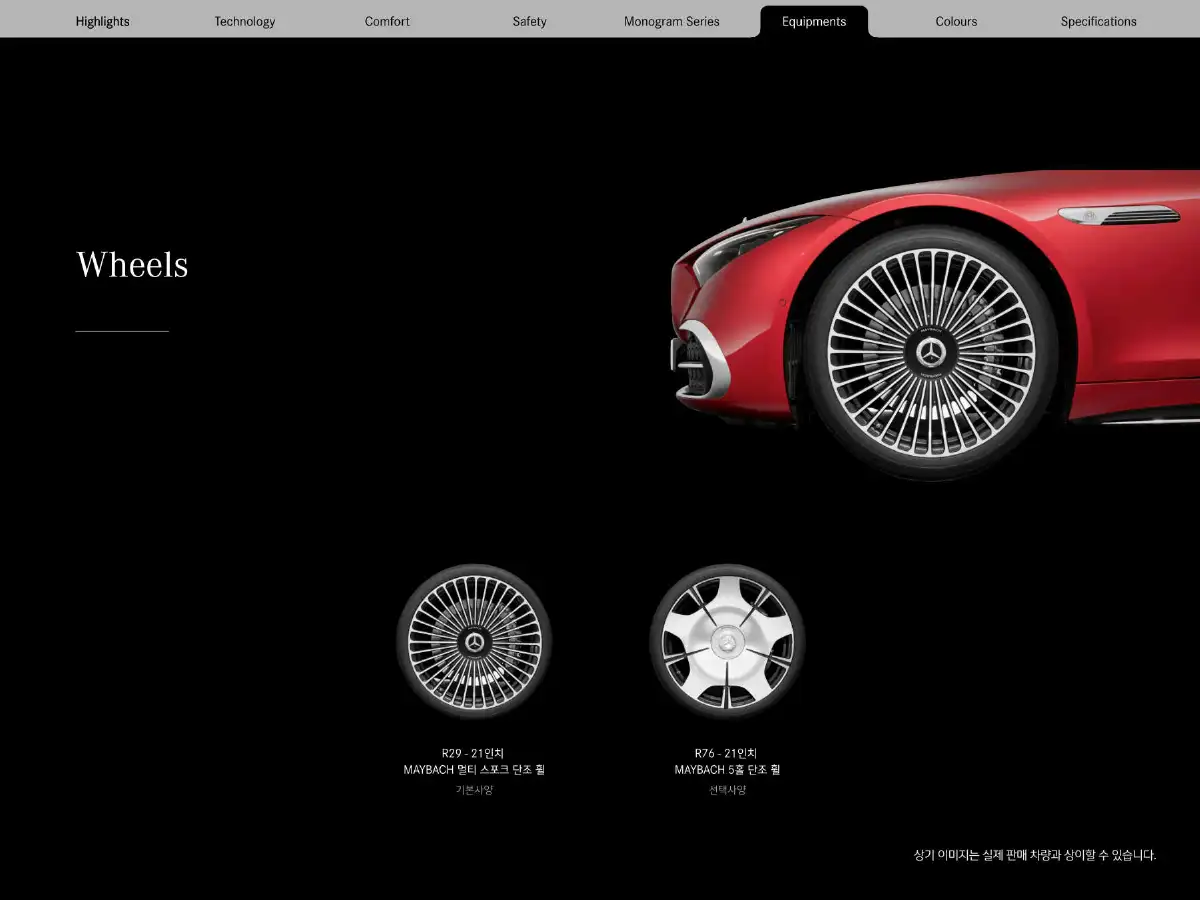 Highlights
Technology
Comfort
Safety
Monogram Series
Equipments
Colours
Specifications
Wheels
R29 - 21인치
MAYBACH 멀티 스포크 단조 휠
기본사양
R76 - 21인치
MAYBACH 5홀 단조 휠
선택사양
상기 이미지는 실제 판매 차량과 상이할 수 있습니다.